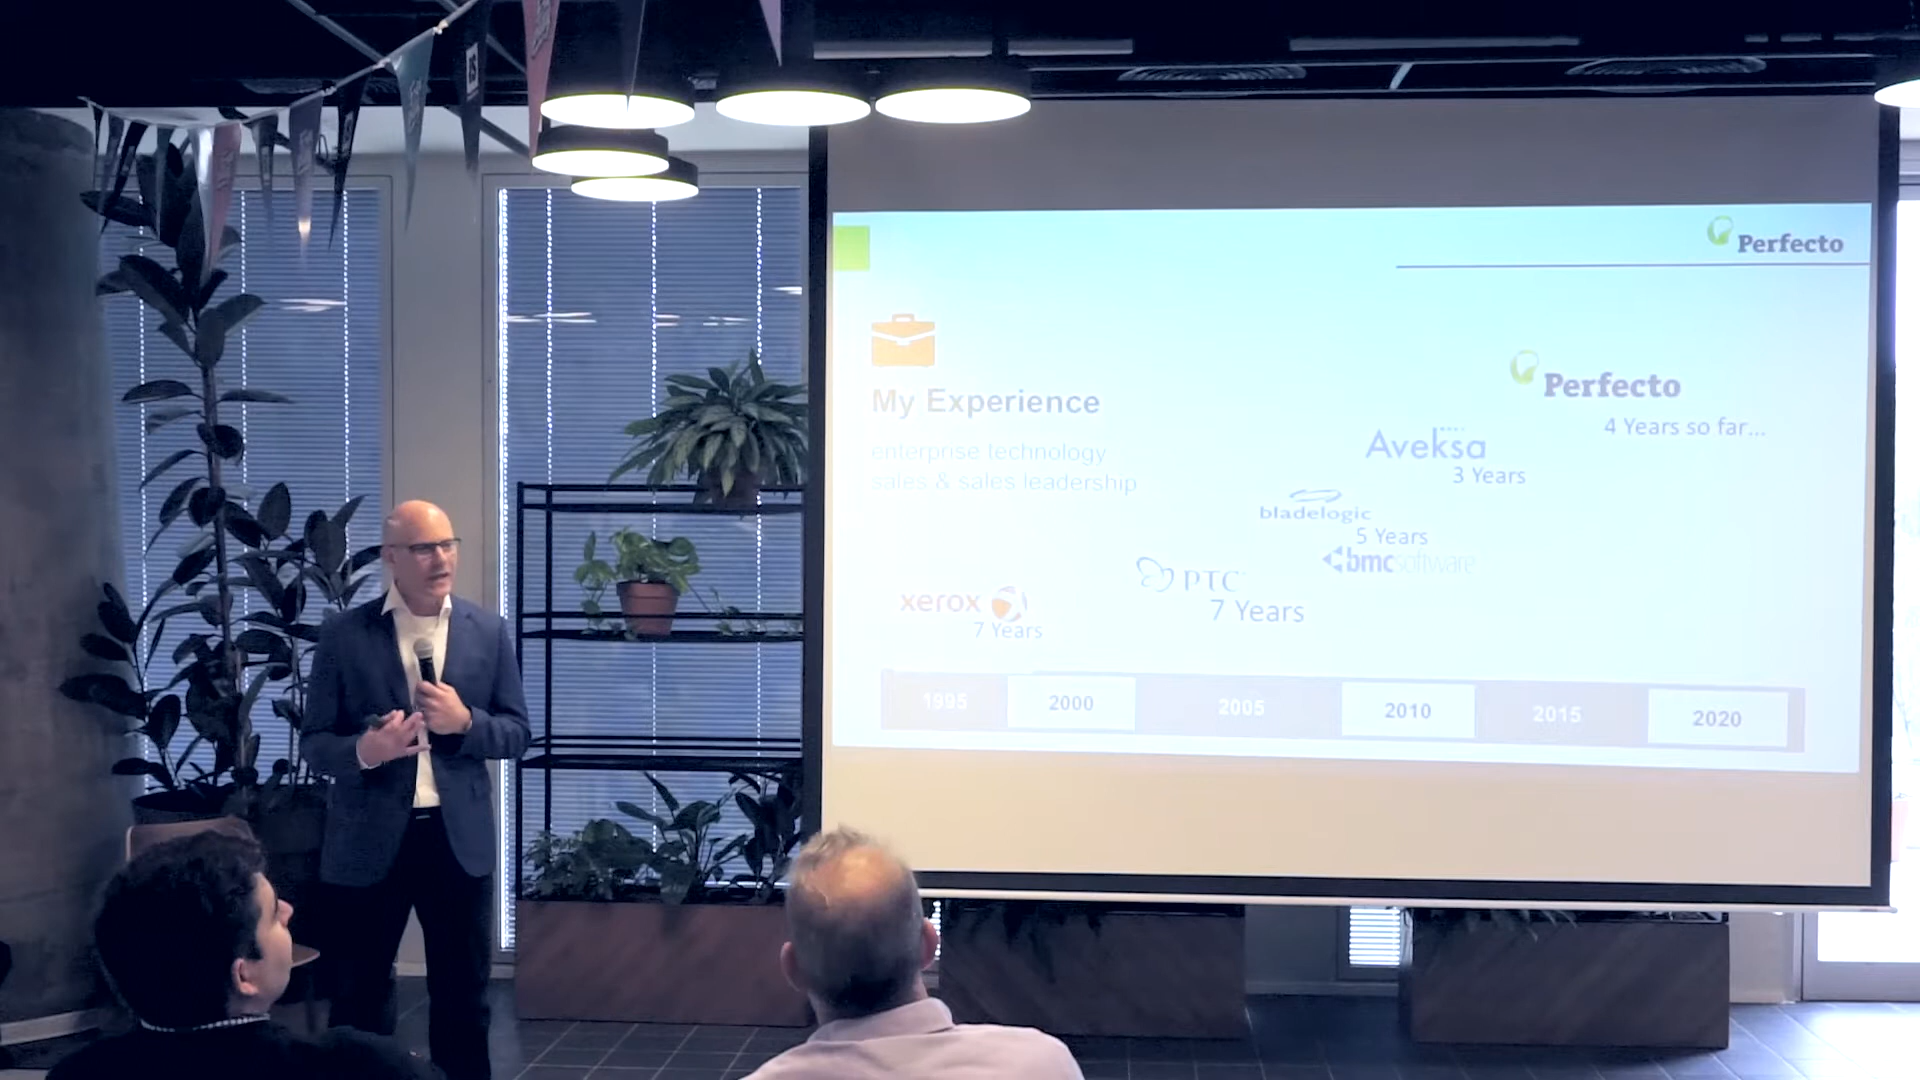 Perfecto
My Experience
enterprise technology
sales & sales leadership
Perfecto
4 Years so far...
Aveksa
3 Years
bladelogic
5 Years
bmcsoftware
PTC
7 Years
xerox
7 Years
1995 2000 2005 2010 2015 2020